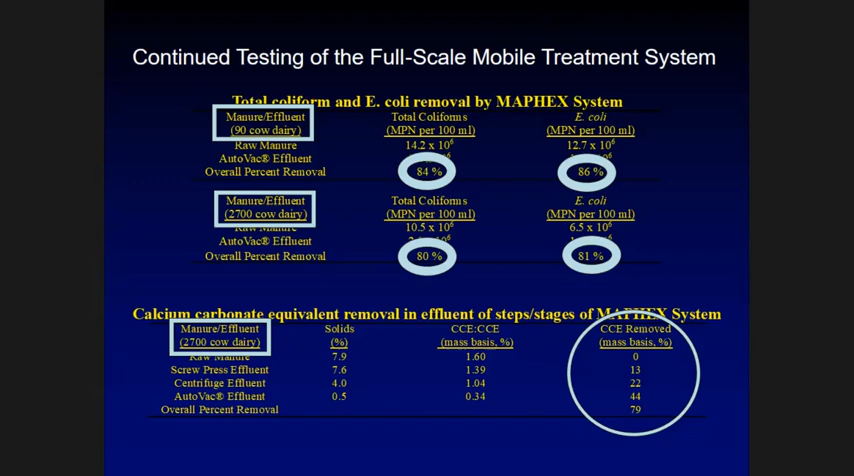 Continued Testing of the Full-Scale Mobile Treatment System
Total coliform and E. coli removal by MAPHEX System
Manure/Effluent Total Coliforms E. coli
(90 cow dairy) (MPN per 100 ml) (MPN per 100 ml)
Raw Manure 14.2 x 10⁶ 12.7 x 10⁶
AutoVac® Effluent
Overall Percent Removal 84 % 86 %
Manure/Effluent Total Coliforms E. coli
(2700 cow dairy) (MPN per 100 ml) (MPN per 100 ml)
Raw Manure 10.5 x 10⁶ 6.5 x 10⁶
AutoVac® Effluent
Overall Percent Removal 80 % 81 %
Calcium carbonate equivalent removal in effluent of steps/stages of MAPHEX System
Manure/Effluent Solids CCE:CCE CCE Removed
(2700 cow dairy) (%) (mass basis, %) (mass basis, %)
Raw Manure 7.9 1.60 0
Screw Press Effluent 7.6 1.39 13
Centrifuge Effluent 4.0 1.04 22
AutoVac® Effluent 0.5 0.34 44
Overall Percent Removal 79